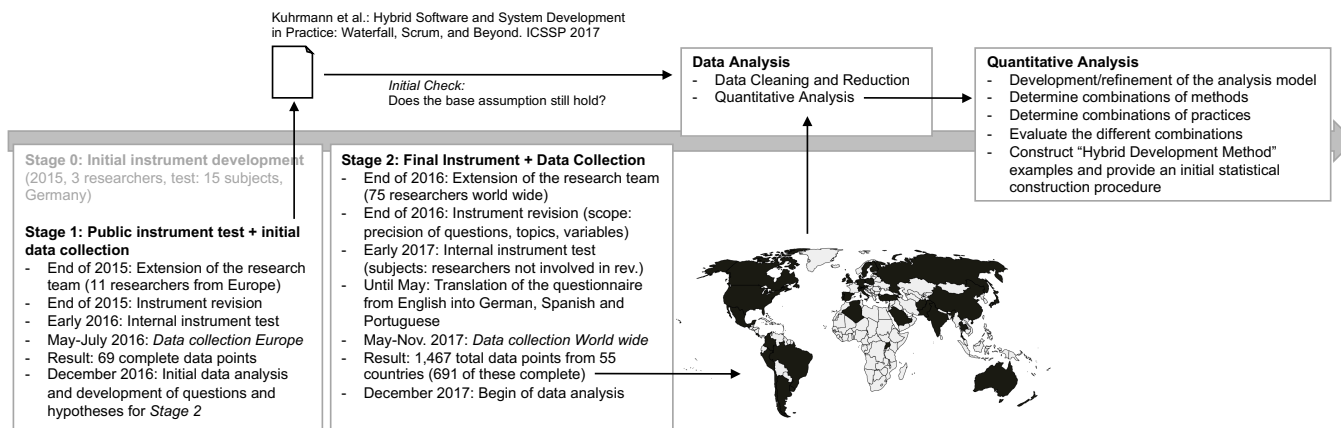 Kuhrmann et al.: Hybrid Software and System Development
in Practice: Waterfall, Scrum, and Beyond. ICSSP 2017
Initial Check:
Does the base assumption still hold?
Data Analysis
- Data Cleaning and Reduction
- Quantitative Analysis
Quantitative Analysis
- Development/refinement of the analysis model
- Determine combinations of methods
- Determine combinations of practices
- Evaluate the different combinations
- Construct “Hybrid Development Method”
examples and provide an initial statistical
construction procedure
Stage 0: Initial instrument development
(2015, 3 researchers, test: 15 subjects,
Germany)
Stage 1: Public instrument test + initial
data collection
- End of 2015: Extension of the research
team (11 researchers from Europe)
- End of 2015: Instrument revision
- Early 2016: Internal instrument test
- May-July 2016: Data collection Europe
- Result: 69 complete data points
- December 2016: Initial data analysis
and development of questions and
hypotheses for Stage 2
Stage 2: Final Instrument + Data Collection
- End of 2016: Extension of the research team
(75 researchers world wide)
- End of 2016: Instrument revision (scope:
precision of questions, topics, variables)
- Early 2017: Internal instrument test
(subjects: researchers not involved in rev.)
- Until May: Translation of the questionnaire
from English into German, Spanish and
Portuguese
- May-Nov. 2017: Data collection World wide
- Result: 1,467 total data points from 55
countries (691 of these complete)
- December 2017: Begin of data analysis